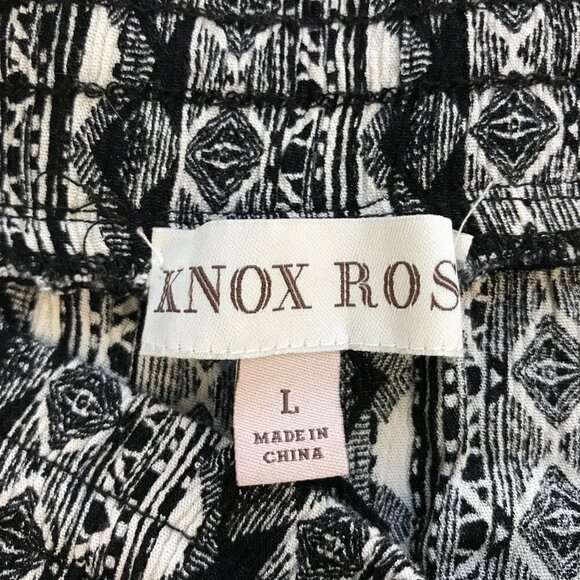 KNOX ROS
L
MADE IN
CHINA